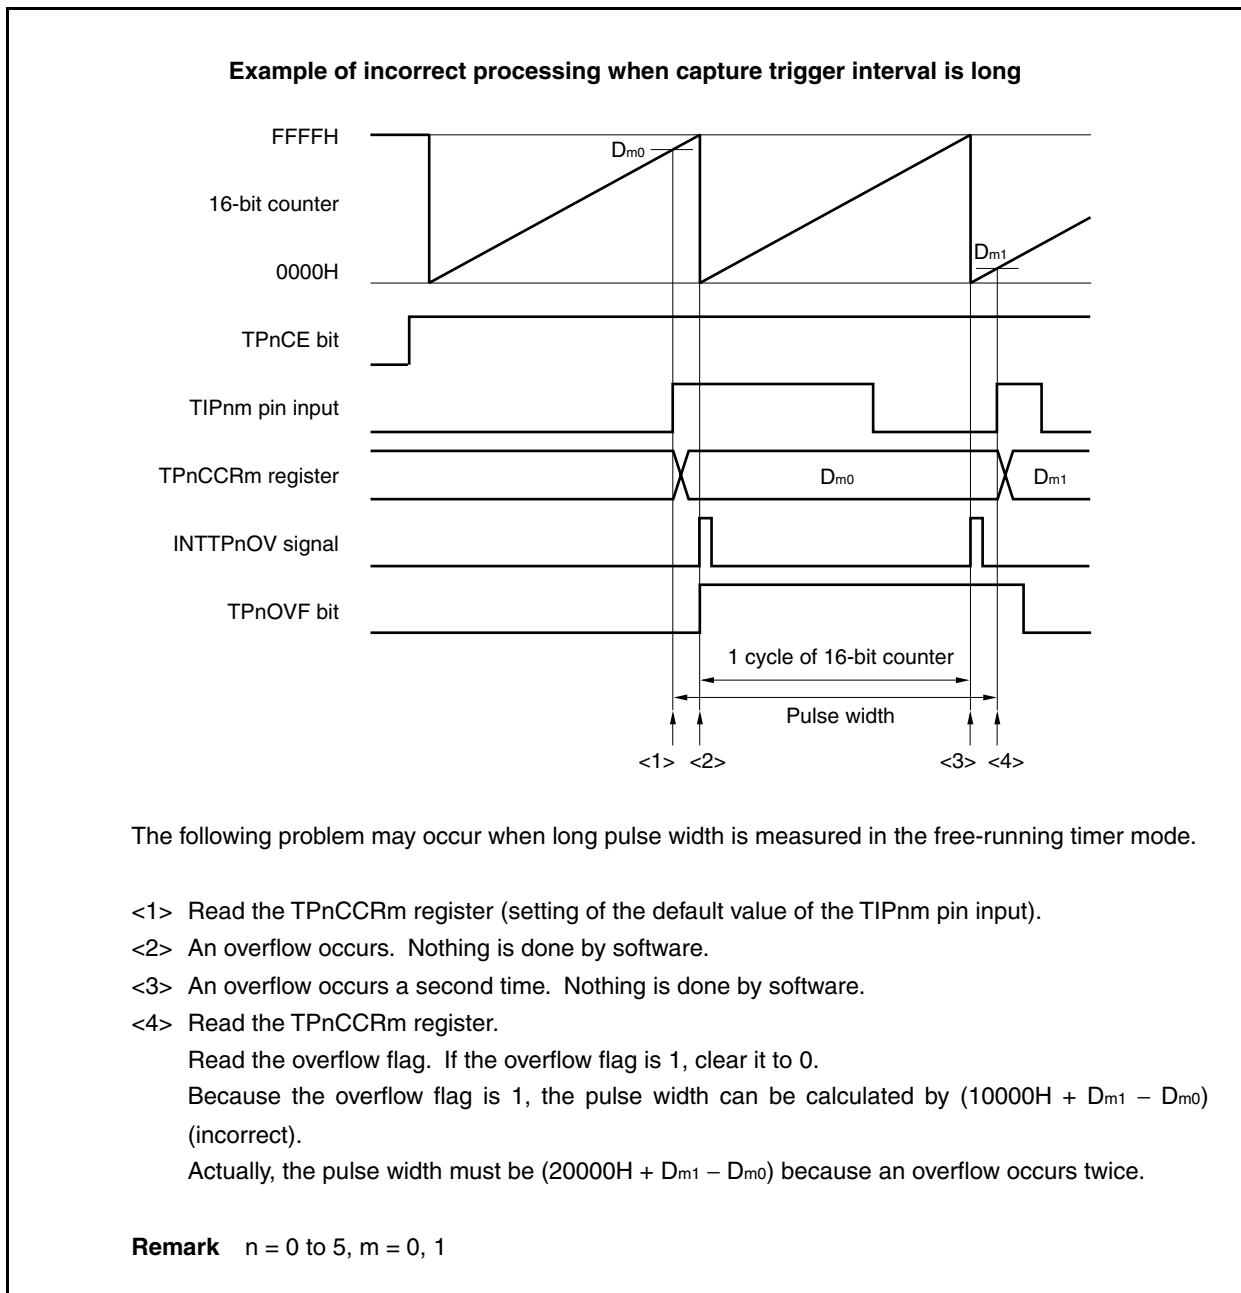 Example of incorrect processing when capture trigger interval is long
FFFFH
Dm0
16-bit counter
Dm1
0000H
TPnCE bit
TIPnm pin input
TPnCCRm register
Dm0
Dm1
INTTPnOV signal
TPnOVF bit
1 cycle of 16-bit counter
Pulse width
<1> <2> <3> <4>
The following problem may occur when long pulse width is measured in the free-running timer mode.
<1> Read the TPnCCRm register (setting of the default value of the TIPnm pin input).
<2> An overflow occurs. Nothing is done by software.
<3> An overflow occurs a second time. Nothing is done by software.
<4> Read the TPnCCRm register.
Read the overflow flag. If the overflow flag is 1, clear it to 0.
Because the overflow flag is 1, the pulse width can be calculated by (10000H + Dm1 − Dm0)
(incorrect).
Actually, the pulse width must be (20000H + Dm1 − Dm0) because an overflow occurs twice.
Remark n = 0 to 5, m = 0, 1